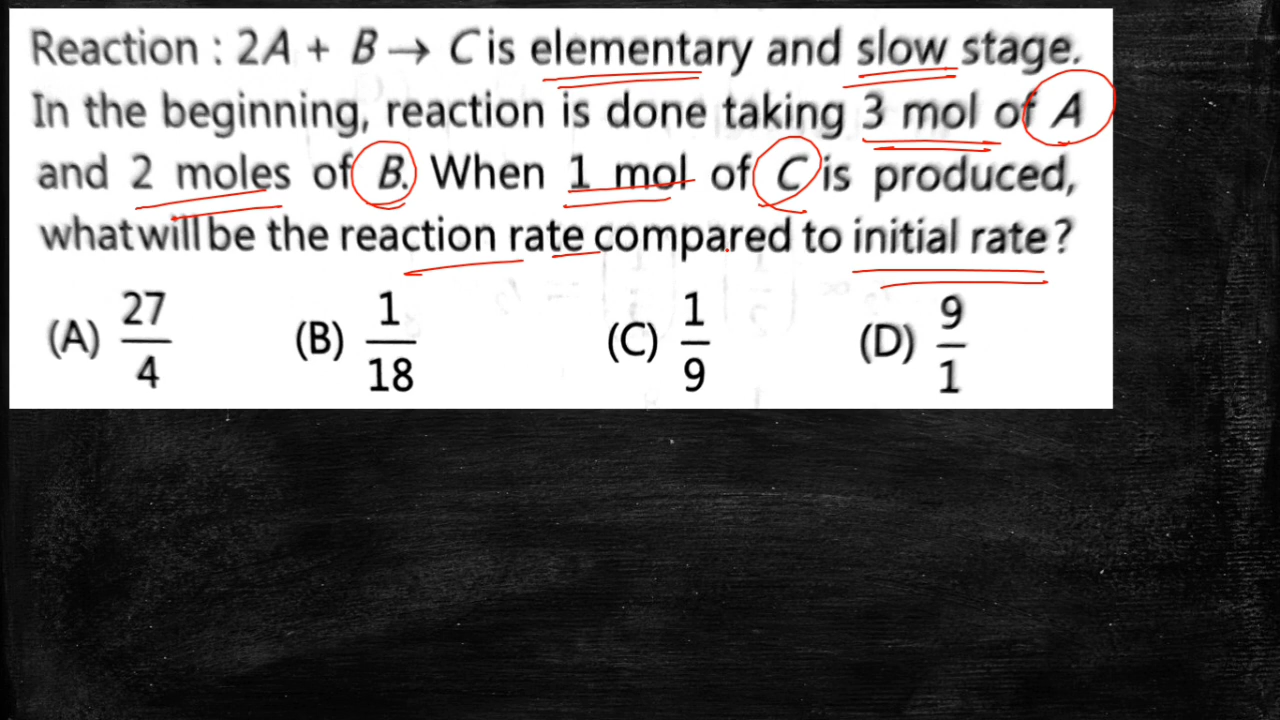 Reaction : 2A + B → C is elementary and slow stage.
In the beginning, reaction is done taking 3 mol of A
and 2 moles of B. When 1 mol of C is produced,
what will be the reaction rate compared to initial rate?
(A) 27/4 (B) 1/18 (C) 1/9 (D) 9/1